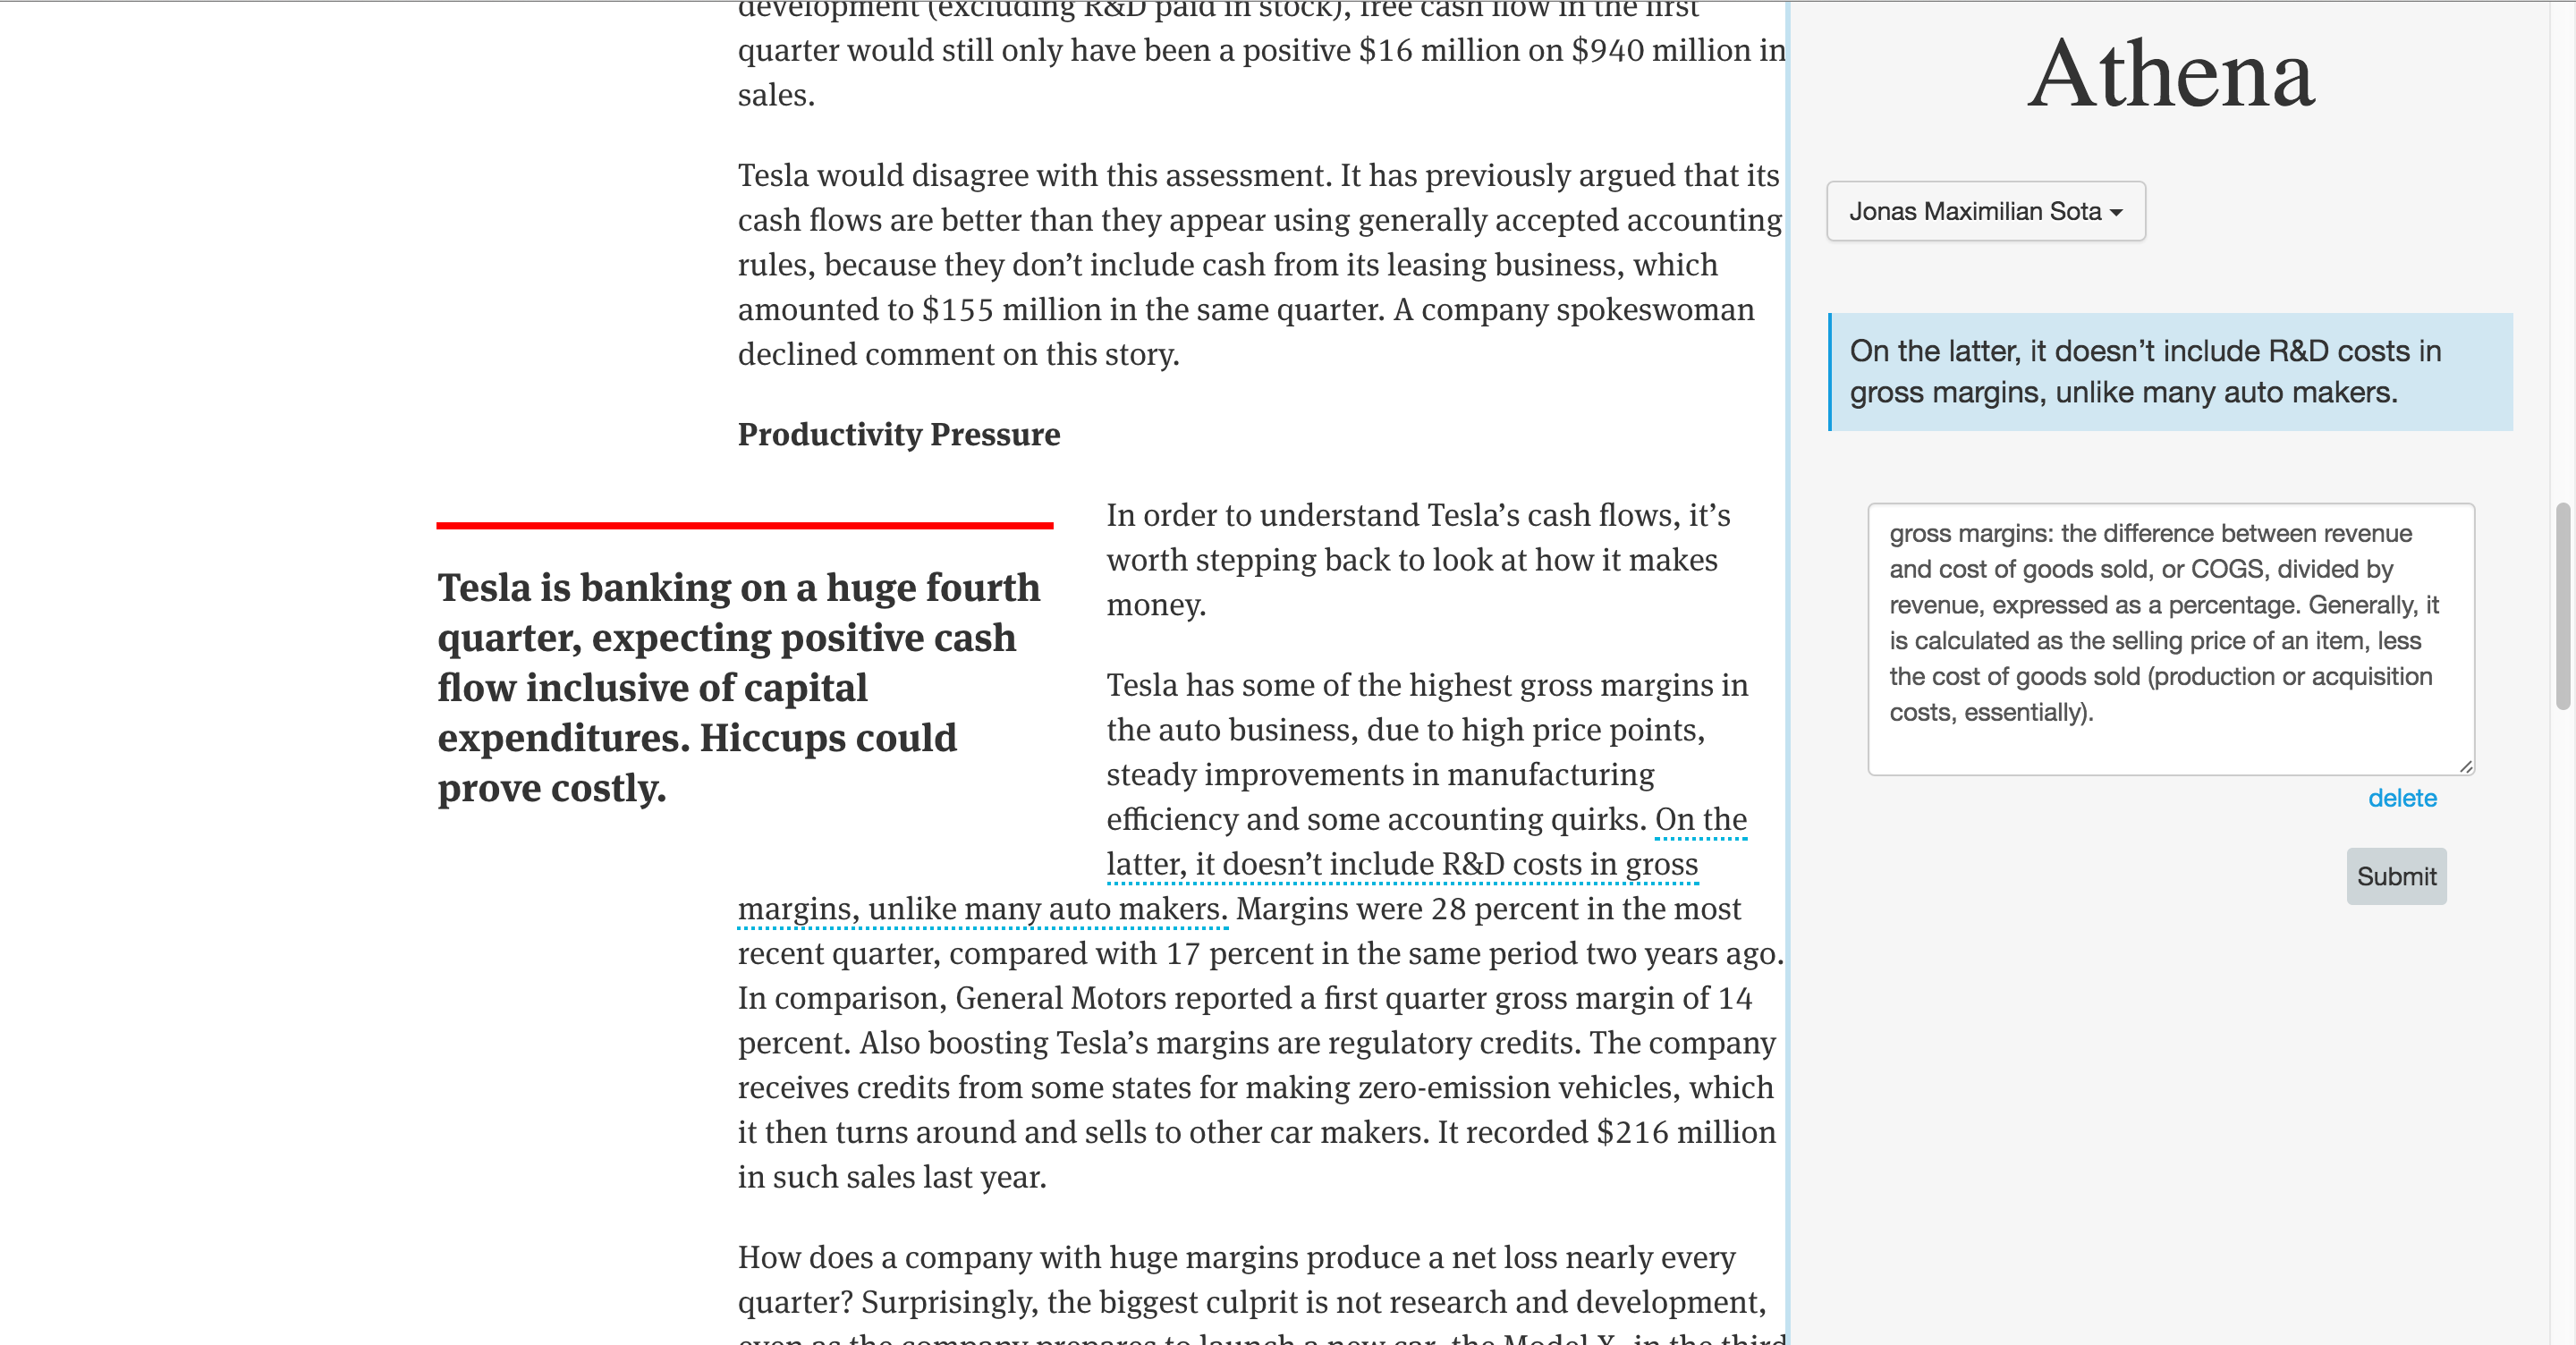 development (excluding R&D paid in stock), free cash flow in the first
quarter would still only have been a positive $16 million on $940 million in
sales.
Tesla would disagree with this assessment. It has previously argued that its
cash flows are better than they appear using generally accepted accounting
rules, because they don’t include cash from its leasing business, which
amounted to $155 million in the same quarter. A company spokeswoman
declined comment on this story.
Productivity Pressure
Tesla is banking on a huge fourth
quarter, expecting positive cash
flow inclusive of capital
expenditures. Hiccups could
prove costly.
In order to understand Tesla’s cash flows, it’s
worth stepping back to look at how it makes
money.
Tesla has some of the highest gross margins in
the auto business, due to high price points,
steady improvements in manufacturing
efficiency and some accounting quirks. On the
latter, it doesn’t include R&D costs in gross
margins, unlike many auto makers. Margins were 28 percent in the most
recent quarter, compared with 17 percent in the same period two years ago.
In comparison, General Motors reported a first quarter gross margin of 14
percent. Also boosting Tesla’s margins are regulatory credits. The company
receives credits from some states for making zero-emission vehicles, which
it then turns around and sells to other car makers. It recorded $216 million
in such sales last year.
How does a company with huge margins produce a net loss nearly every
quarter? Surprisingly, the biggest culprit is not research and development,
even as the company prepares to launch a new car, the Model X, in the third
Athena
Jonas Maximilian Sota
On the latter, it doesn’t include R&D costs in
gross margins, unlike many auto makers.
gross margins: the difference between revenue
and cost of goods sold, or COGS, divided by
revenue, expressed as a percentage. Generally, it
is calculated as the selling price of an item, less
the cost of goods sold (production or acquisition
costs, essentially).
delete
Submit